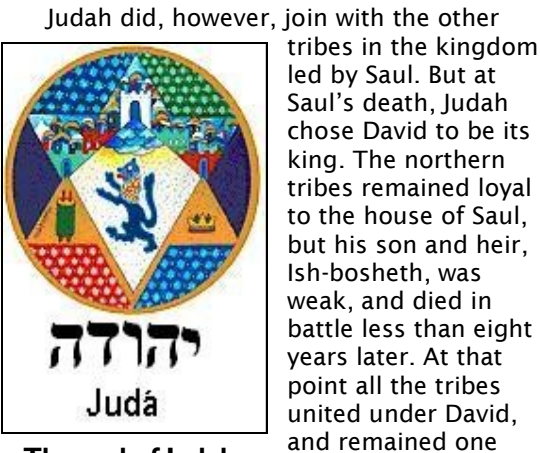 Judah did, however, join with the other
tribes in the kingdom
led by Saul. But at
Saul's death, Judah
chose David to be its
king. The northern
tribes remained loyal
to the house of Saul,
but his son and heir,
Ish-bosheth, was
weak, and died in
battle less than eight
years later. At that
point all the tribes
united under David,
and remained one
יהודה
Judá